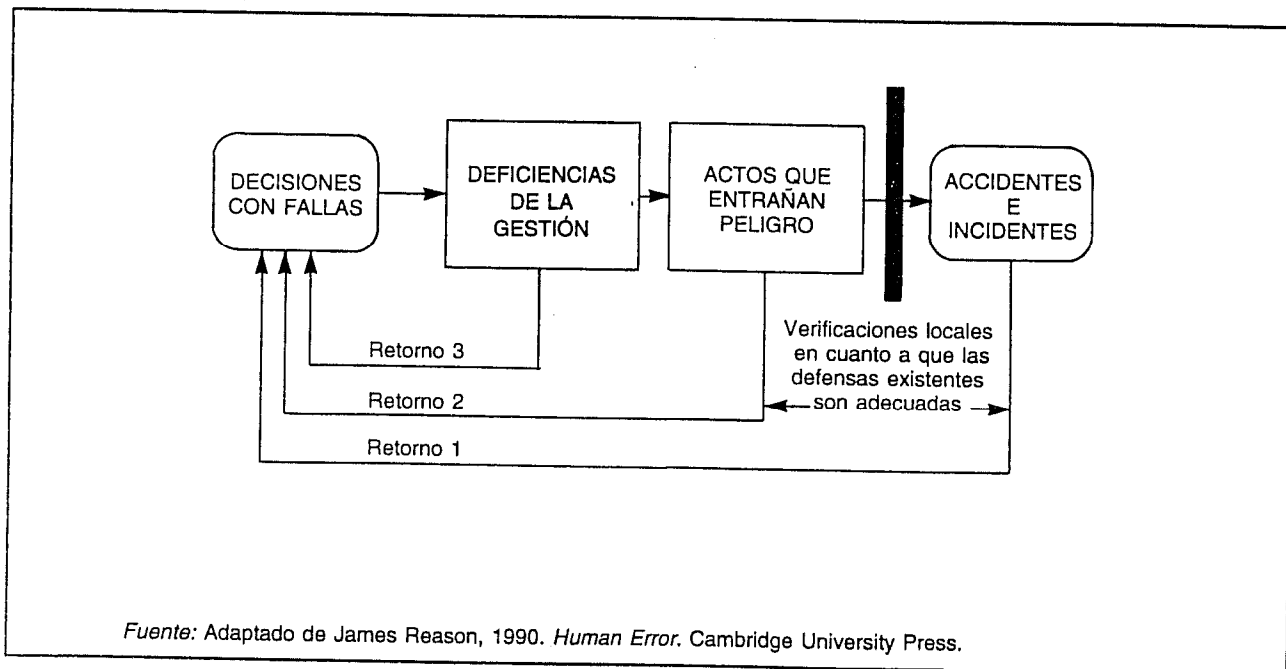 DECISIONES
CON FALLAS
DEFICIENCIAS
DE LA
GESTIÓN
ACTOS QUE
ENTRAÑAN
PELIGRO
ACCIDENTES
E
INCIDENTES
Verificaciones locales
en cuanto a que las
defensas existentes
son adecuadas
Retorno 3
Retorno 2
Retorno 1
Fuente: Adaptado de James Reason, 1990. Human Error. Cambridge University Press.